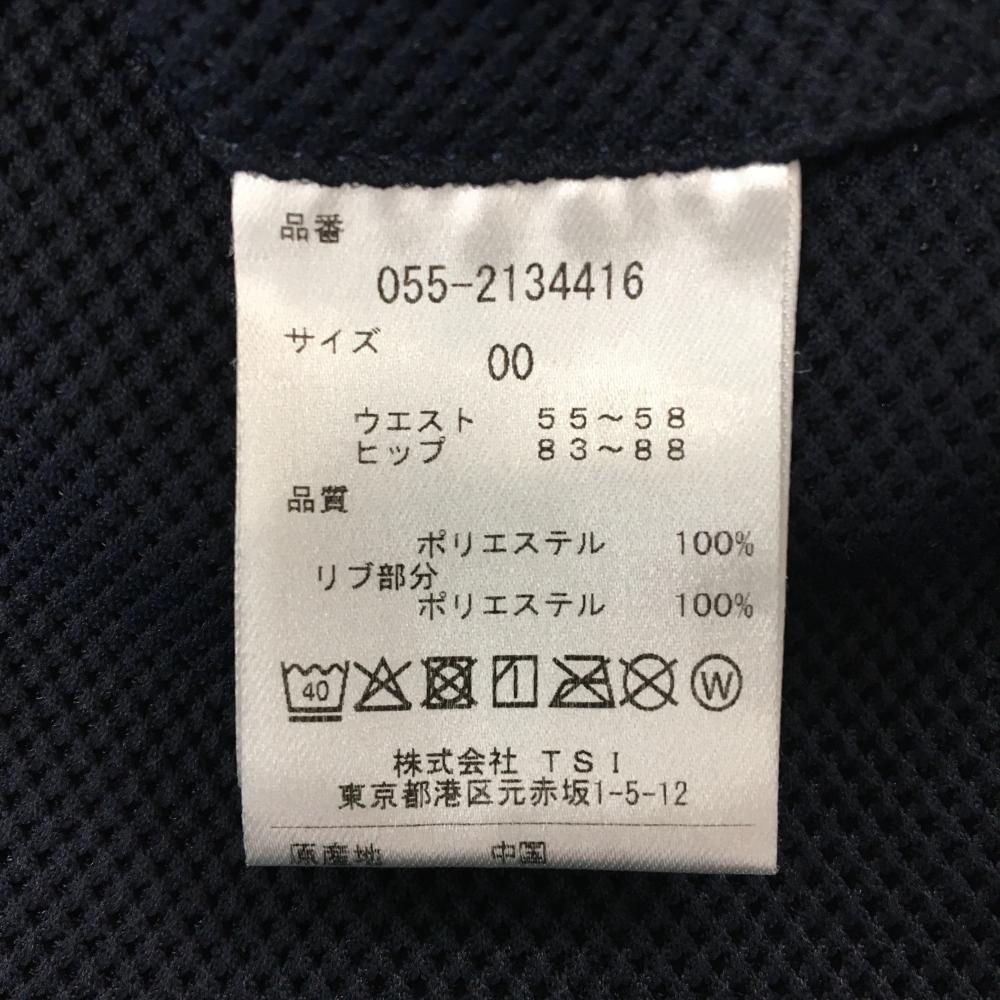 品番
055-2134416
サイズ 00
ウエスト 55～58
ヒップ 83～88
品質
ポリエステル 100%
リブ部分
ポリエステル 100%
40 W
株式会社 TSI
東京都港区元赤坂1-5-12
原産地 中国